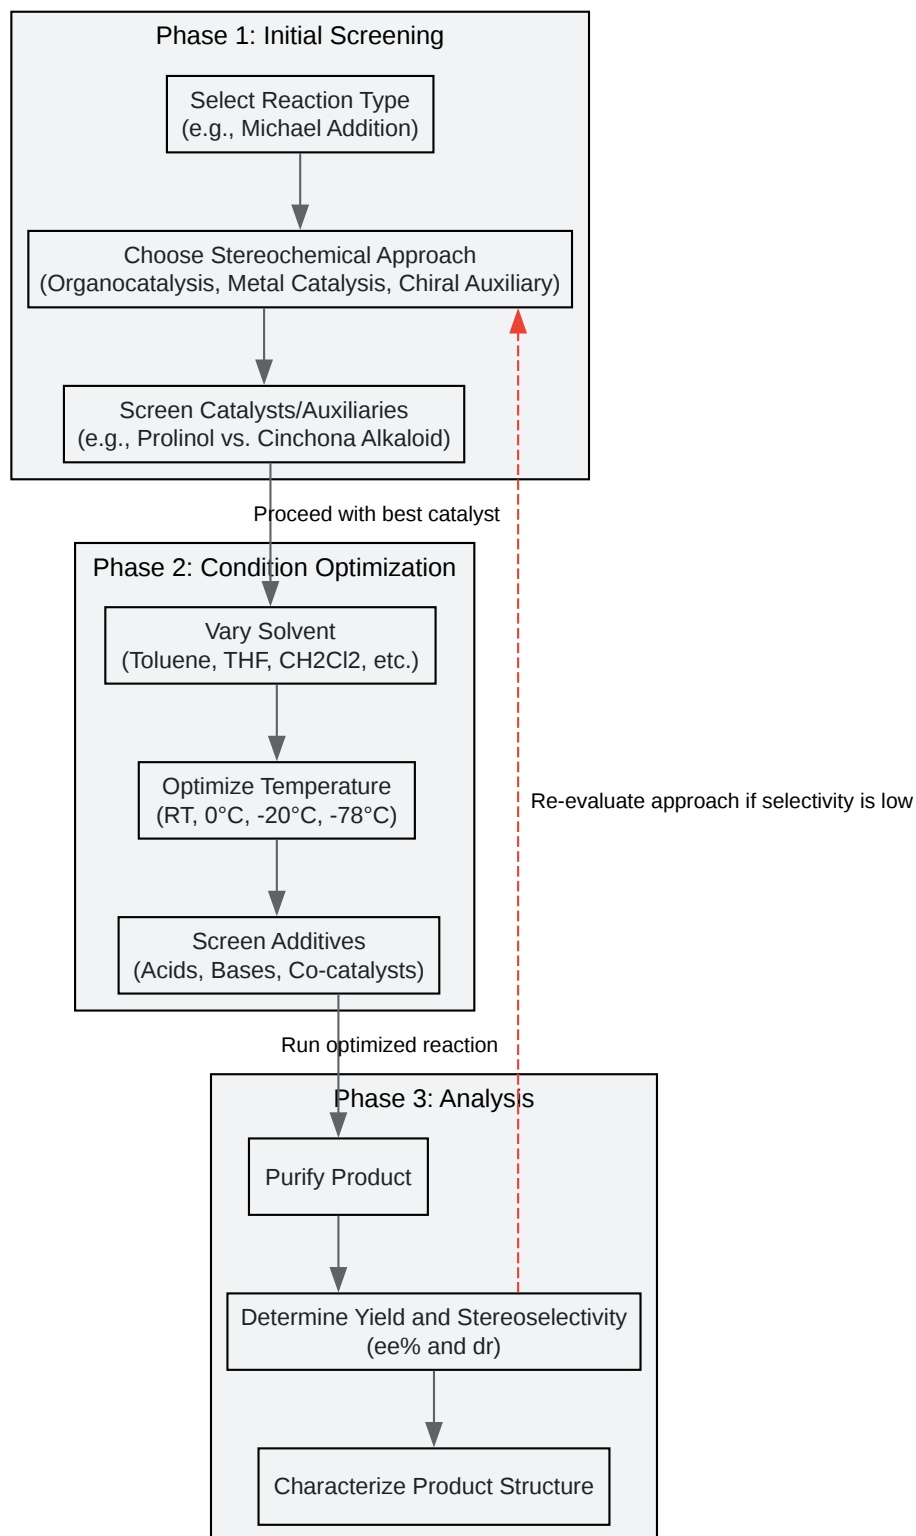 Phase 1: Initial Screening
Select Reaction Type
(e.g., Michael Addition)
Choose Stereochemical Approach
(Organocatalysis, Metal Catalysis, Chiral Auxiliary)
Screen Catalysts/Auxiliaries
(e.g., Prolinol vs. Cinchona Alkaloid)
Proceed with best catalyst
Phase 2: Condition Optimization
Vary Solvent
(Toluene, THF, CH2Cl2, etc.)
Optimize Temperature
(RT, 0°C, -20°C, -78°C)
Re-evaluate approach if selectivity is low
Screen Additives
(Acids, Bases, Co-catalysts)
Run optimized reaction
Phase 3: Analysis
Purify Product
Determine Yield and Stereoselectivity
(ee% and dr)
Characterize Product Structure